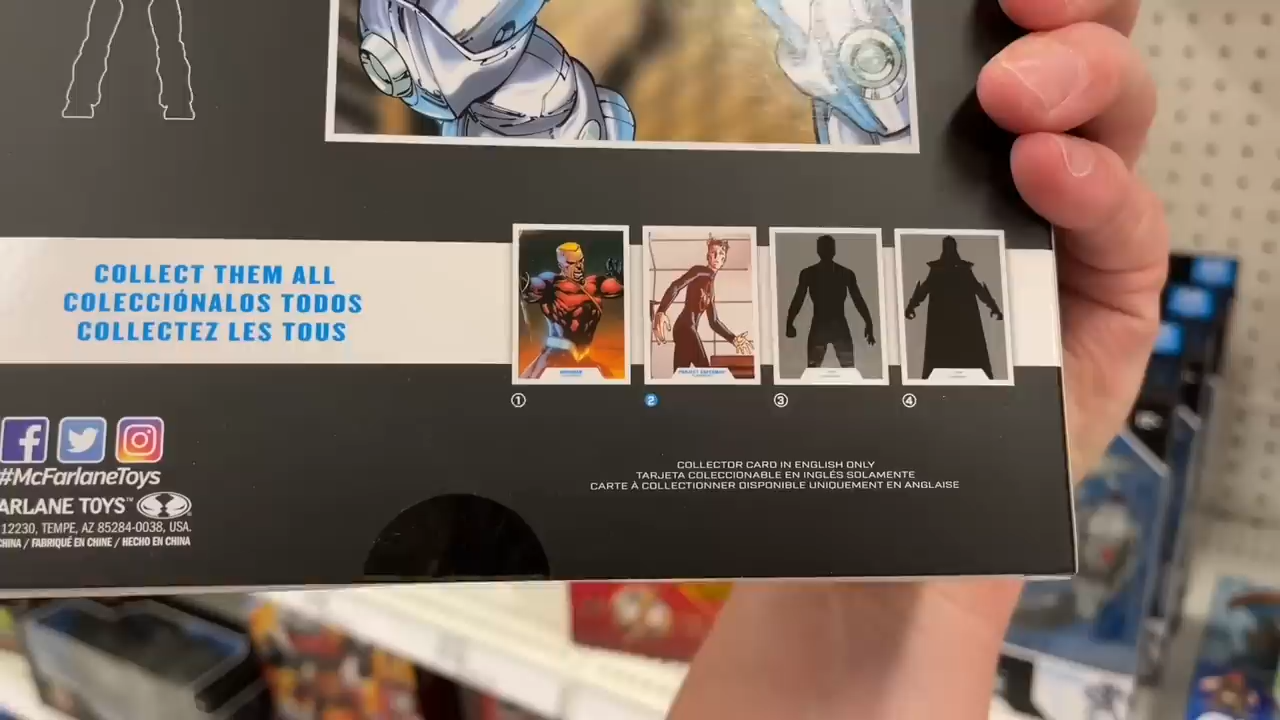 COLLECT THEM ALL
COLECCIÓNALOS TODOS
COLLECTEZ LES TOUS
① ② ③ ④
COLLECTOR CARD IN ENGLISH ONLY
TARJETA COLECCIONABLE EN INGLÉS SOLAMENTE
CARTE À COLLECTIONNER DISPONIBLE UNIQUEMENT EN ANGLAISE
#McFarlaneToys
ARLANE TOYS™
12230, TEMPE, AZ 85284-0038, USA.
CHINA / FABRIQUÉ EN CHINE / HECHO EN CHINA